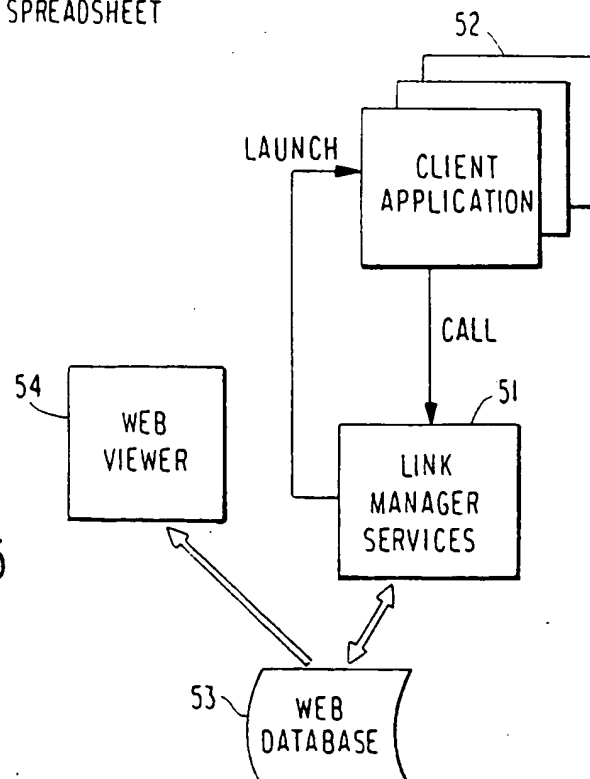 SPREADSHEET
52
LAUNCH
CLIENT
APPLICATION
CALL
54
51
WEB
VIEWER
LINK
MANAGER
SERVICES
53
WEB
DATABASE